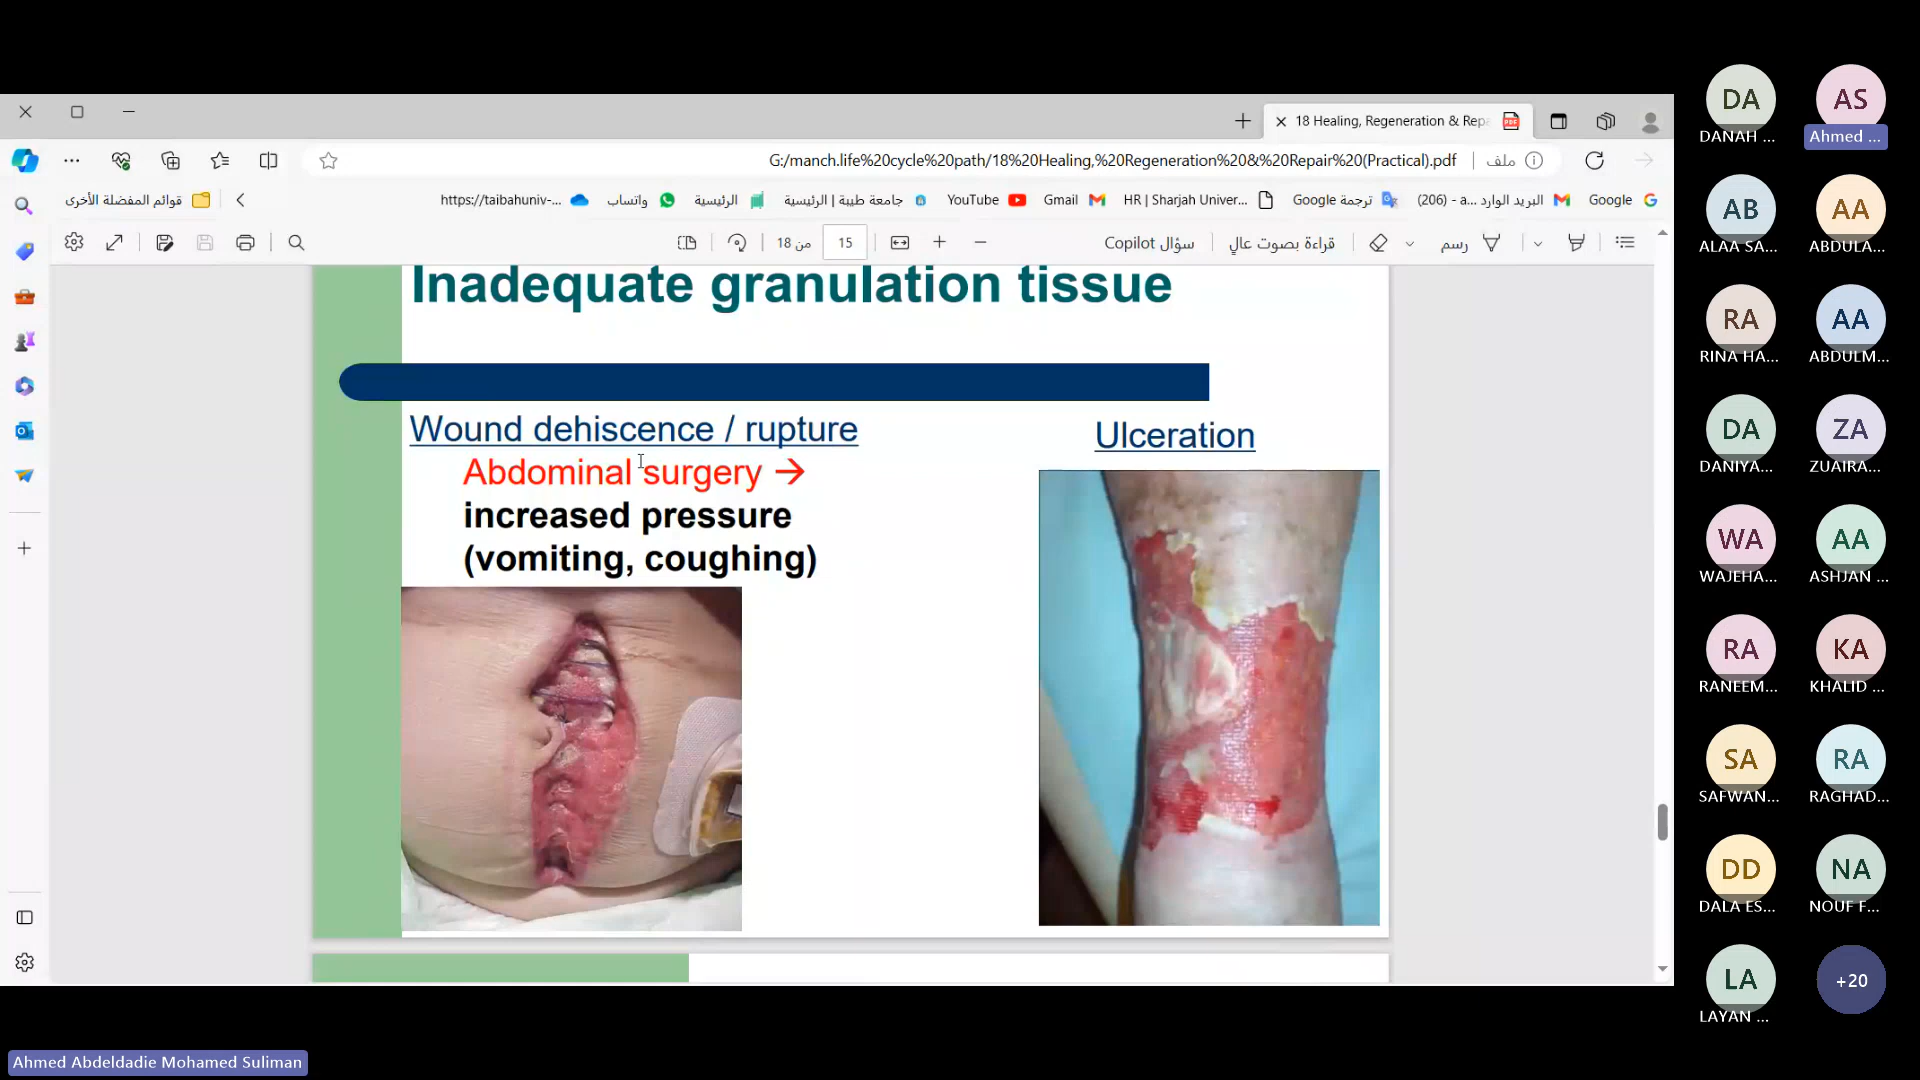 18 Healing, Regeneration & Rep
G:/manch.life%20cycle%20path/18%20Healing,%20Regeneration%20&%20Repair%20(Practical).pdf
ملف
Google
البريد الوارد (206) - a...
ترجمة Google
HR | Sharjah Univer...
Gmail
YouTube
جامعة طيبة | الرئيسية
الرئيسية
واتساب
https://taibahuniv-...
قوائم المفضلة الأخرى
رسم
قراءة بصوت عالٍ
سؤال Copilot
15
من 18
Inadequate granulation tissue
Wound dehiscence / rupture
Abdominal surgery →
increased pressure
(vomiting, coughing)
Ulceration
DA
DANAH ...
AS
Ahmed ...
AB
ALAA SA...
AA
ABDULA...
RA
RINA HA...
AA
ABDULM...
DA
DANIYA...
ZA
ZUAIRA...
WA
WAJEHA...
AA
ASHJAN ...
RA
RANEEM...
KA
KHALID ...
SA
SAFWAN...
RA
RAGHAD...
DD
DALA ES...
NA
NOUF F...
LA
LAYAN ...
+20
Ahmed Abdeldadie Mohamed Suliman